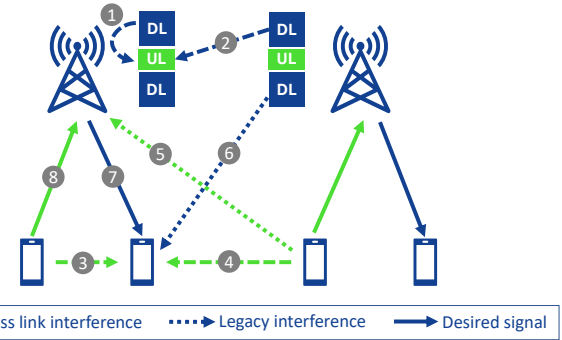 1
DL
DL
2
UL
UL
DL
DL
5
6
8
7
3
4
ss link interference
Legacy interference
Desired signal